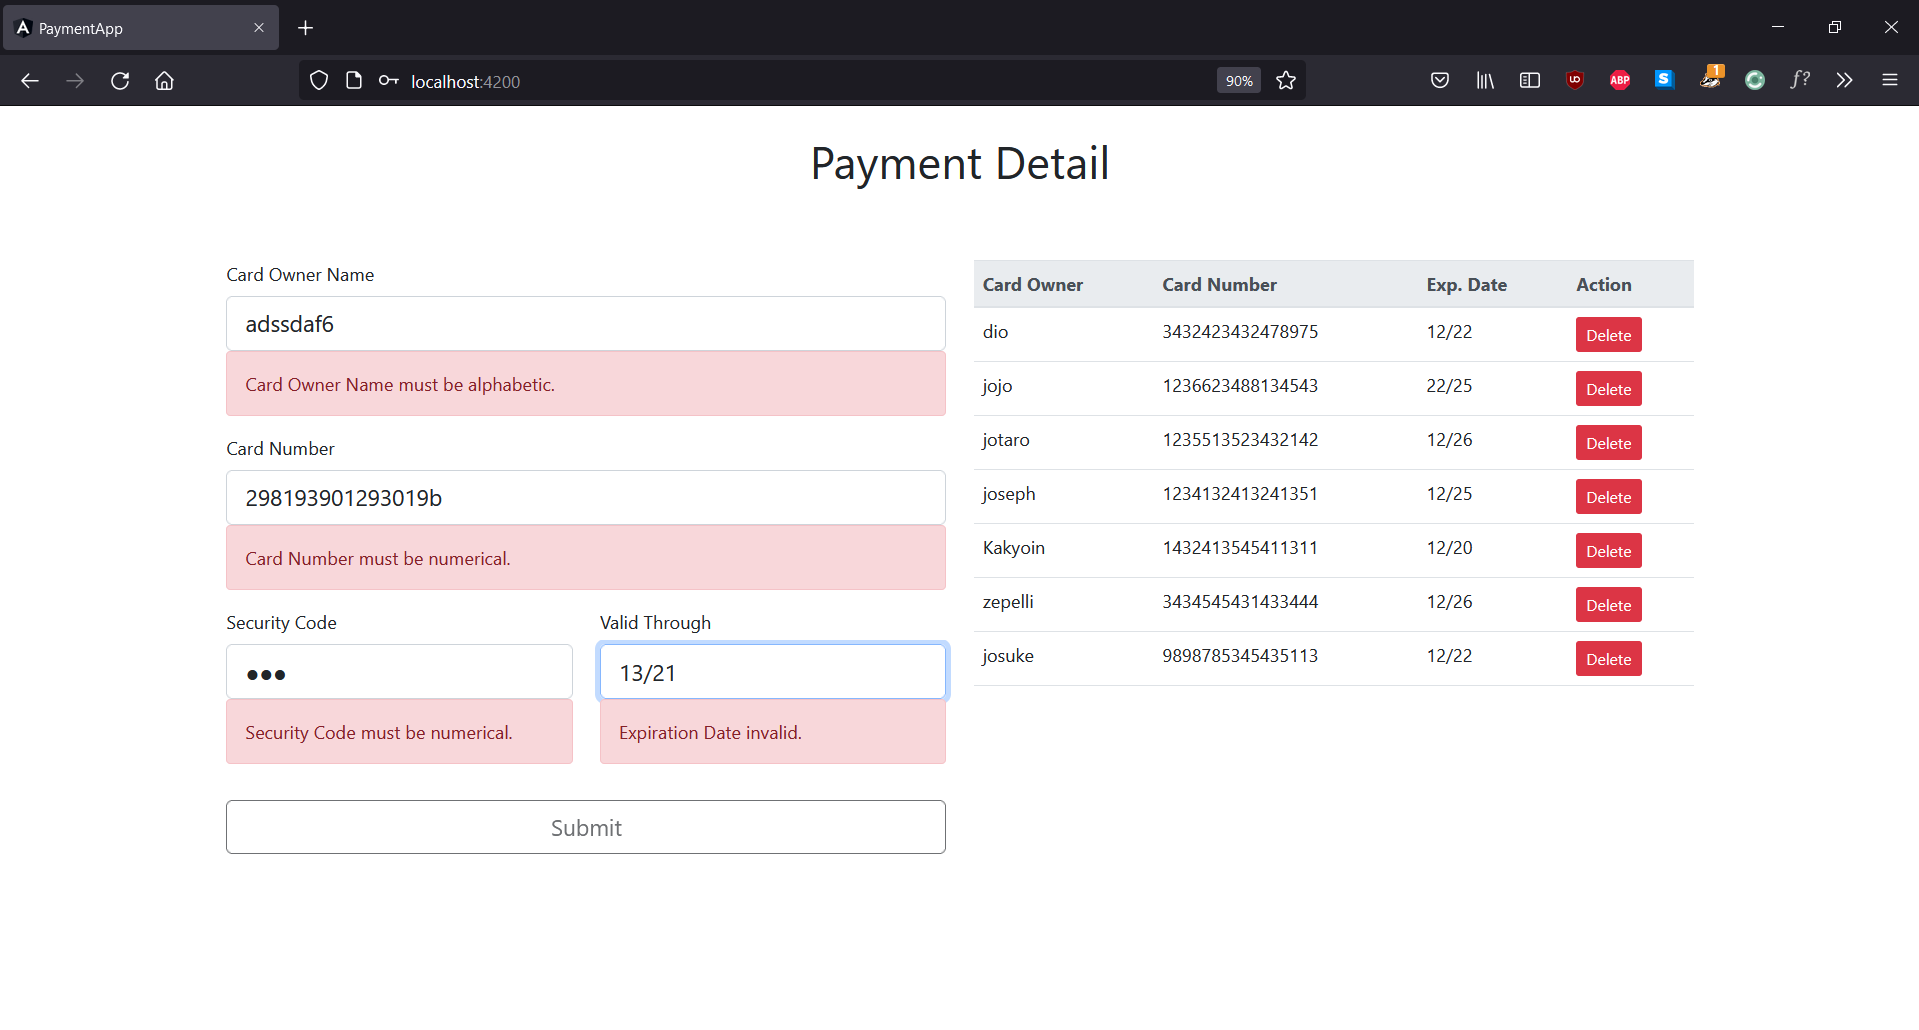 PaymentApp
localhost:4200
90%
UO
ABP
S
1
f?
Payment Detail
Card Owner Name
adssdaf6
Card Owner Name must be alphabetic.
Card Number
298193901293019b
Card Number must be numerical.
Security Code Valid Through
●●● 13/21
Security Code must be numerical. Expiration Date invalid.
Submit
Card Owner Card Number Exp. Date Action
dio 3432423432478975 12/22 Delete
jojo 1236623488134543 22/25 Delete
jotaro 1235513523432142 12/26 Delete
joseph 1234132413241351 12/25 Delete
Kakyoin 1432413545411311 12/20 Delete
zepelli 3434545431433444 12/26 Delete
josuke 9898785345435113 12/22 Delete